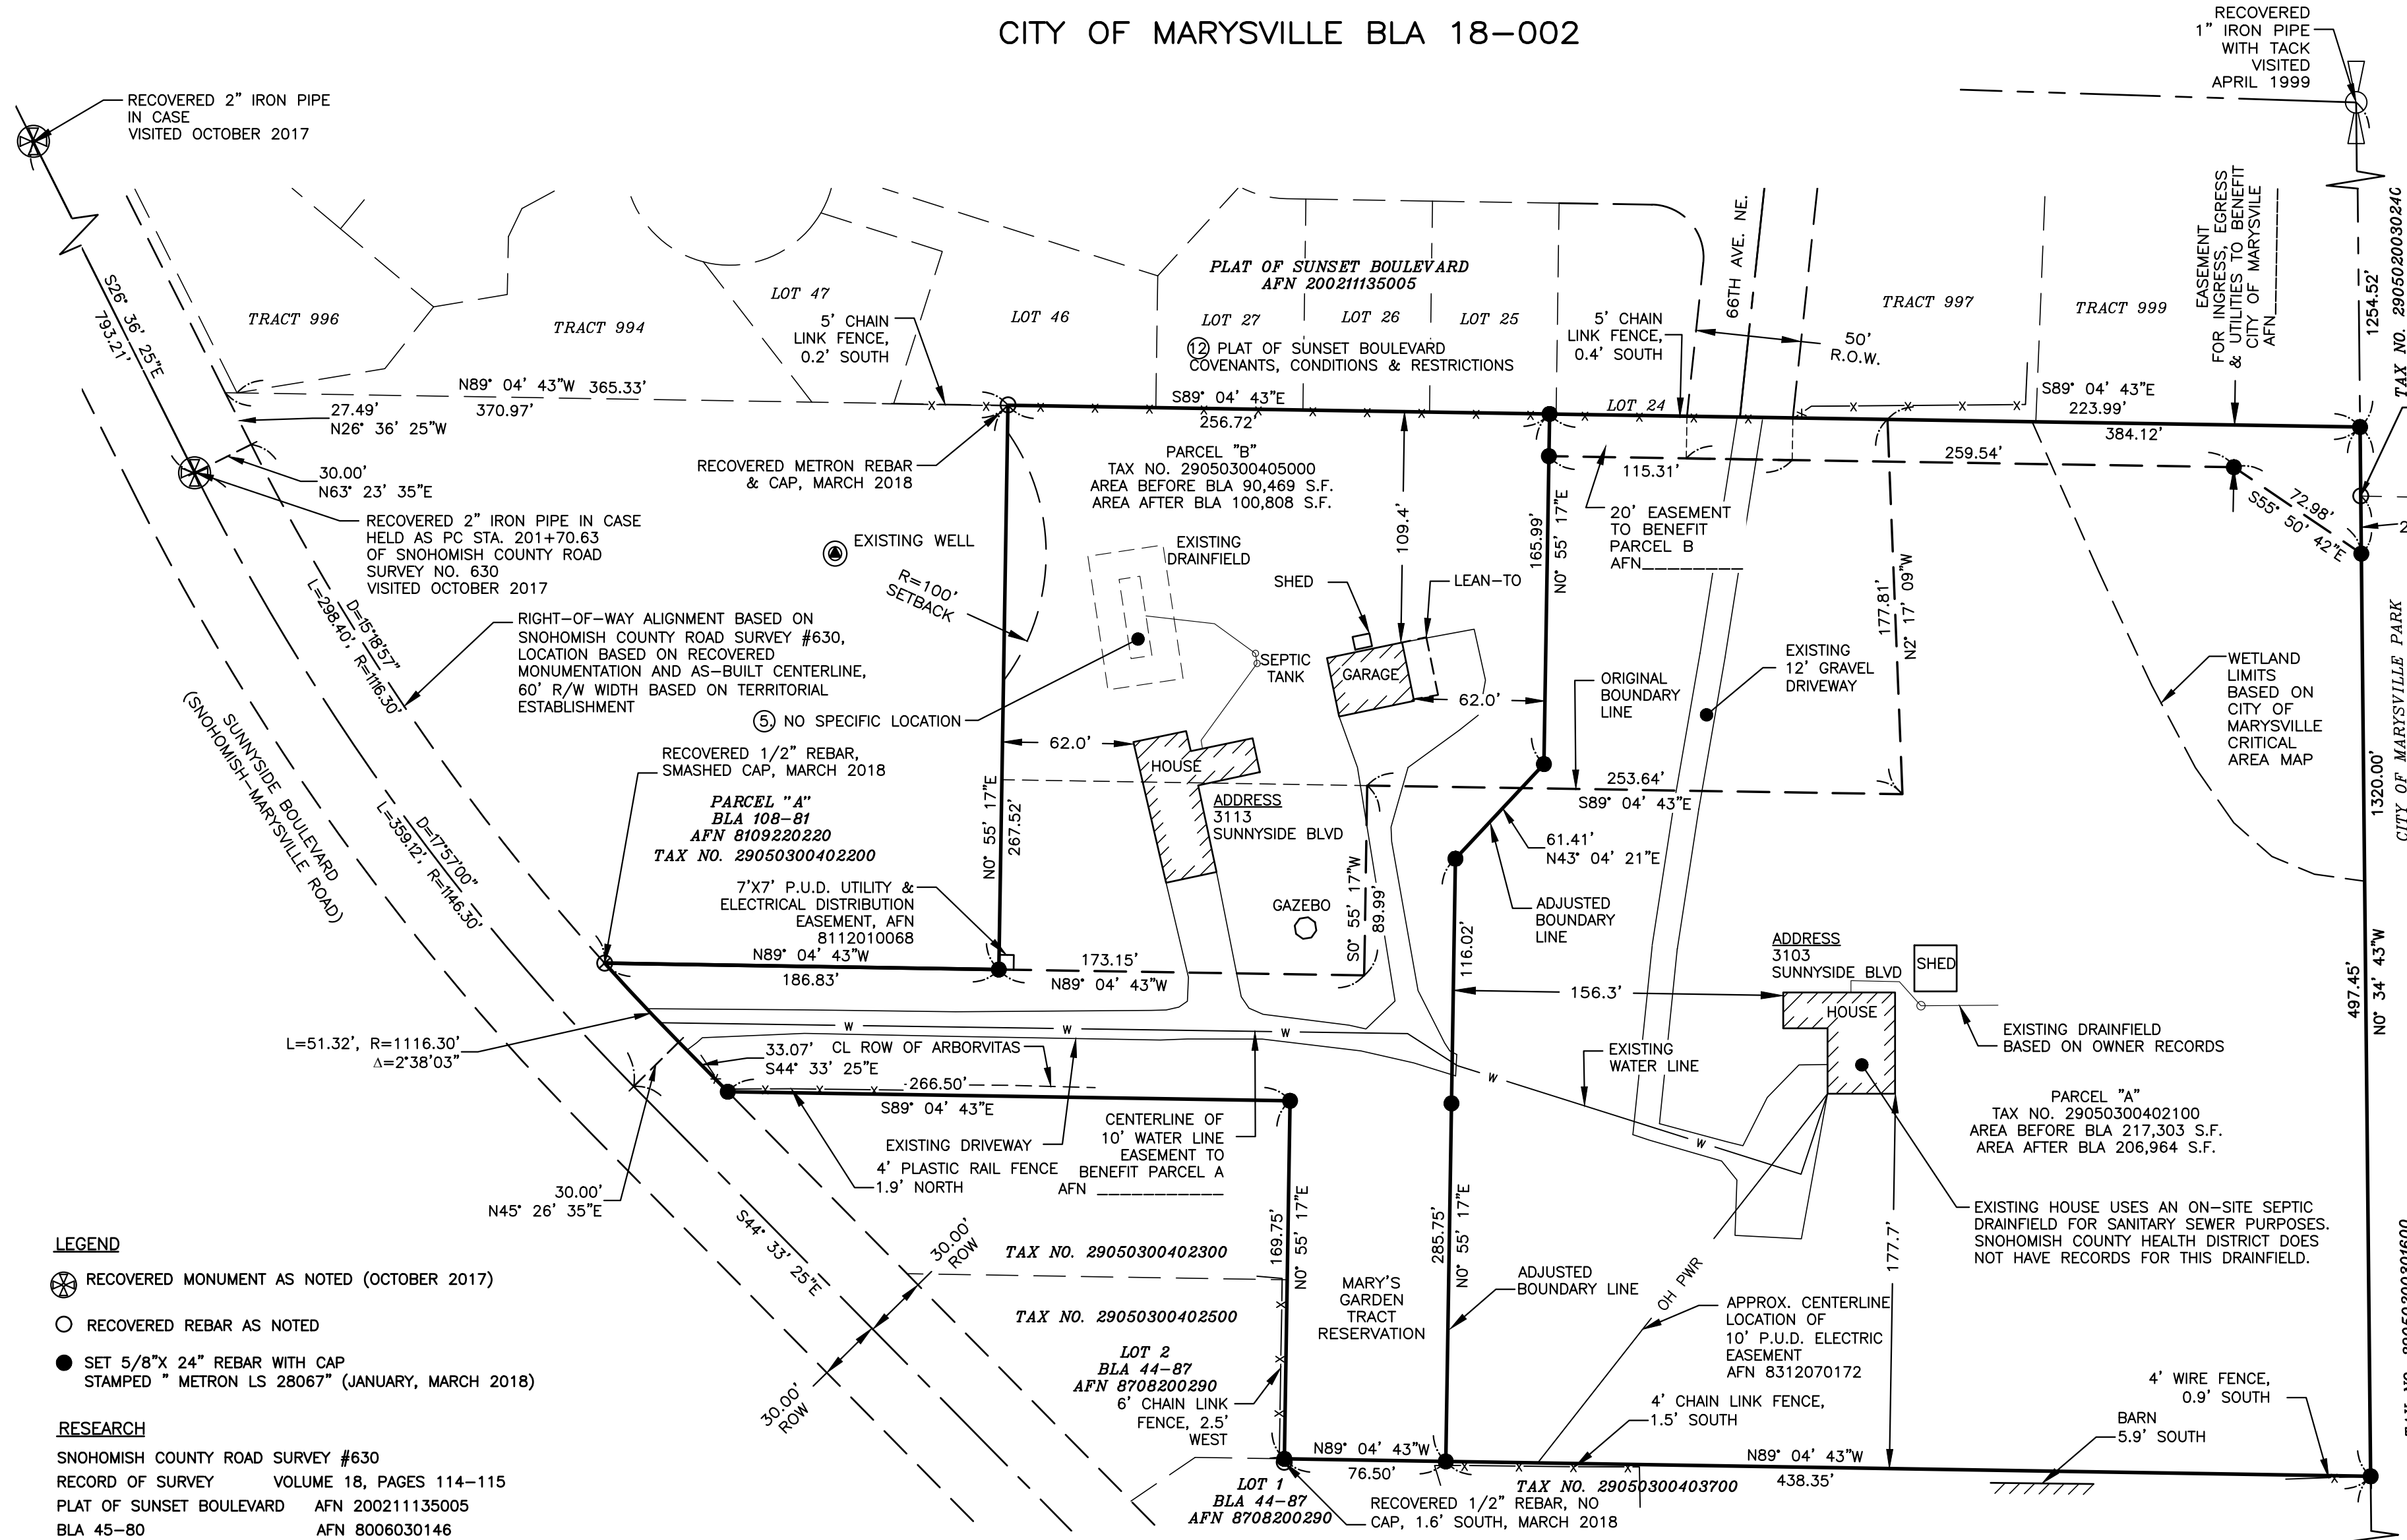 CITY OF MARYSVILLE BLA 18-002
RECOVERED
1" IRON PIPE
WITH TACK
VISITED
APRIL 1999
RECOVERED 2" IRON PIPE
IN CASE
VISITED OCTOBER 2017
S26° 36' 25"E
793.21'
TRACT 996
TRACT 994
LOT 47
5' CHAIN
LINK FENCE,
0.2' SOUTH
LOT 46
PLAT OF SUNSET BOULEVARD
AFN 200211135005
LOT 27
LOT 26
LOT 25
12 PLAT OF SUNSET BOULEVARD
COVENANTS, CONDITIONS & RESTRICTIONS
5' CHAIN
LINK FENCE,
0.4' SOUTH
66TH AVE. NE.
50'
R.O.W.
TRACT 997
TRACT 999
EASEMENT
FOR INGRESS, EGRESS
& UTILITIES TO BENEFIT
CITY OF MARYSVILE
AFN___________
1254.52'
TAX NO. 2905020030240
N89° 04' 43"W 365.33'
370.97'
27.49'
N26° 36' 25"W
S89° 04' 43"E
256.72'
LOT 24
S89° 04' 43"E
223.99'
384.12'
30.00'
N63° 23' 35"E
RECOVERED METRON REBAR
& CAP, MARCH 2018
PARCEL "B"
TAX NO. 29050300405000
AREA BEFORE BLA 90,469 S.F.
AREA AFTER BLA 100,808 S.F.
115.31'
259.54'
72.98'
S55° 50' 42"E
2
RECOVERED 2" IRON PIPE IN CASE
HELD AS PC STA. 201+70.63
OF SNOHOMISH COUNTY ROAD
SURVEY NO. 630
VISITED OCTOBER 2017
20' EASEMENT
TO BENEFIT
PARCEL B
AFN_________
EXISTING WELL
EXISTING
DRAINFIELD
109.4'
165.99'
N0° 55' 17"E
R=100'
SETBACK
SHED
LEAN-TO
177.81'
N2° 17' 09"W
D=15°18'57"
L=298.40', R=1116.30'
RIGHT-OF-WAY ALIGNMENT BASED ON
SNOHOMISH COUNTY ROAD SURVEY #630,
LOCATION BASED ON RECOVERED
MONUMENTATION AND AS-BUILT CENTERLINE,
60' R/W WIDTH BASED ON TERRITORIAL
ESTABLISHMENT
SEPTIC
TANK
GARAGE
62.0'
ORIGINAL
BOUNDARY
LINE
EXISTING
12' GRAVEL
DRIVEWAY
WETLAND
LIMITS
BASED ON
CITY OF
MARYSVILLE
CRITICAL
AREA MAP
CITY OF MARYSVILLE PARK
5 NO SPECIFIC LOCATION
SUNNYSIDE BOULEVARD
(SNOHOMISH-MARYSVILLE ROAD)
RECOVERED 1/2" REBAR,
SMASHED CAP, MARCH 2018
62.0'
HOUSE
253.64'
S89° 04' 43"E
1320.00'
PARCEL "A"
BLA 108-81
AFN 8109220220
TAX NO. 29050300402200
N0° 55' 17"E
267.52'
ADDRESS
3113
SUNNYSIDE BLVD
D=17°57'00"
L=359.12', R=1146.30'
61.41'
N43° 04' 21"E
7'X7' P.U.D. UTILITY &
ELECTRICAL DISTRIBUTION
EASEMENT, AFN
8112010068
GAZEBO
S0° 55' 17"W
89.99'
ADJUSTED
BOUNDARY
LINE
116.02'
ADDRESS
3103
SUNNYSIDE BLVD
SHED
N89° 04' 43"W
186.83'
173.15'
N89° 04' 43"W
156.3'
HOUSE
497.45'
N0° 34' 43"W
W W W
L=51.32', R=1116.30'
Δ=2°38'03"
33.07'
S44° 33' 25"E
CL ROW OF ARBORVITAS
EXISTING
WATER LINE
W
EXISTING DRAINFIELD
BASED ON OWNER RECORDS
266.50'
S89° 04' 43"E
CENTERLINE OF
10' WATER LINE
EASEMENT TO
BENEFIT PARCEL A
AFN ___________
EXISTING DRIVEWAY
4' PLASTIC RAIL FENCE
1.9' NORTH
W
PARCEL "A"
TAX NO. 29050300402100
AREA BEFORE BLA 217,303 S.F.
AREA AFTER BLA 206,964 S.F.
30.00'
N45° 26' 35"E
S44° 33' 25"E
30.00'
ROW
30.00'
ROW
TAX NO. 29050300402300
169.75'
N0° 55' 17"E
285.75'
N0° 55' 17"E
177.7'
EXISTING HOUSE USES AN ON-SITE SEPTIC
DRAINFIELD FOR SANITARY SEWER PURPOSES.
SNOHOMISH COUNTY HEALTH DISTRICT DOES
NOT HAVE RECORDS FOR THIS DRAINFIELD.
MARY'S
GARDEN
TRACT
RESERVATION
ADJUSTED
BOUNDARY LINE
OH PWR
APPROX. CENTERLINE
LOCATION OF
10' P.U.D. ELECTRIC
EASEMENT
AFN 8312070172
TAX NO. 29050300402500
LOT 2
BLA 44-87
AFN 8708200290
6' CHAIN LINK
FENCE, 2.5'
WEST
4' CHAIN LINK FENCE,
1.5' SOUTH
4' WIRE FENCE,
0.9' SOUTH
BARN
5.9' SOUTH
N89° 04' 43"W
76.50'
N89° 04' 43"W
438.35'
LOT 1
BLA 44-87
AFN 8708200290
TAX NO. 29050300403700
RECOVERED 1/2" REBAR, NO
CAP, 1.6' SOUTH, MARCH 2018
LEGEND
RECOVERED MONUMENT AS NOTED (OCTOBER 2017)
RECOVERED REBAR AS NOTED
SET 5/8"X 24" REBAR WITH CAP
STAMPED " METRON LS 28067" (JANUARY, MARCH 2018)
RESEARCH
SNOHOMISH COUNTY ROAD SURVEY #630
RECORD OF SURVEY VOLUME 18, PAGES 114-115
PLAT OF SUNSET BOULEVARD AFN 200211135005
BLA 45-80 AFN 8006030146